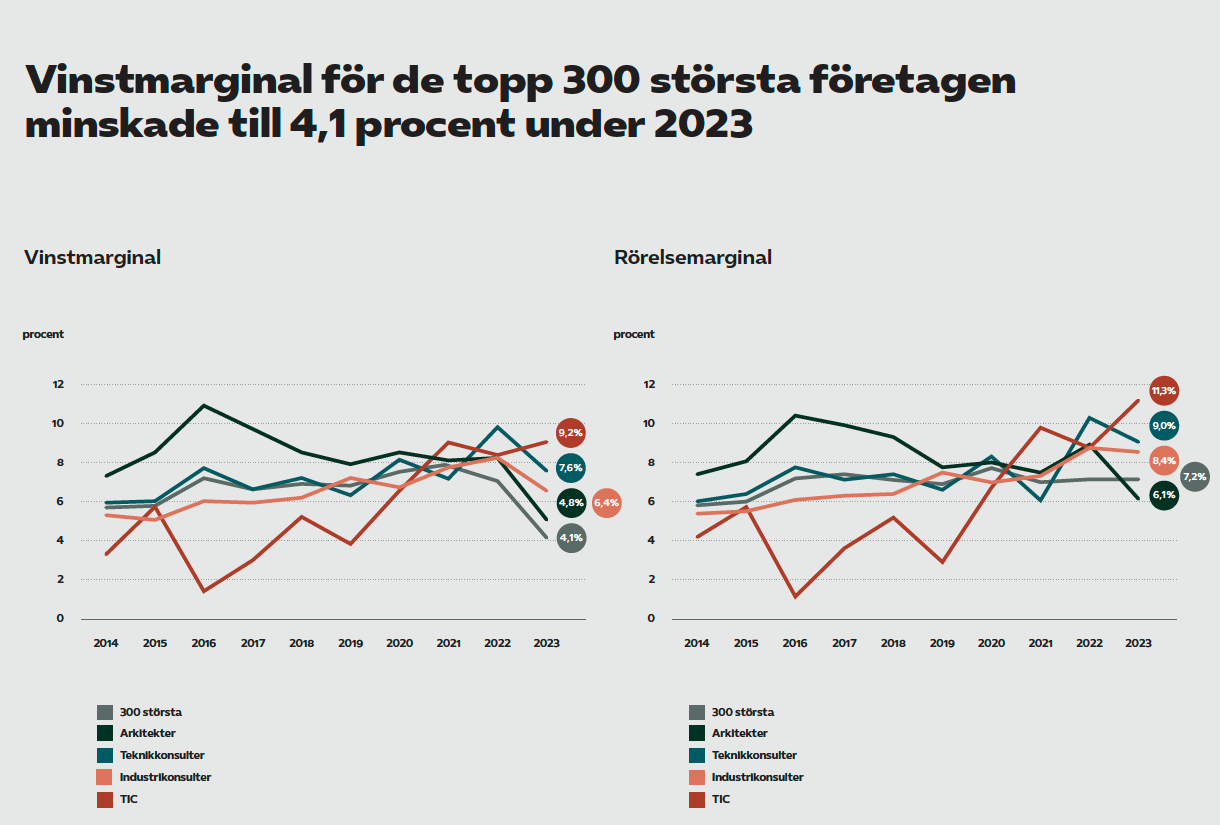 Vinstmarginal för de topp 300 största företagen
minskade till 4,1 procent under 2023
Vinstmarginal
procent
12
10
8
6
4
2
0
2014 2015 2016 2017 2018 2019 2020 2021 2022 2023
9,2%
7,6%
4,8% 6,4%
4,1%
300 största
Arkitekter
Teknikkonsulter
Industrikonsulter
TIC
Rörelsemarginal
procent
12
10
8
6
4
2
0
2014 2015 2016 2017 2018 2019 2020 2021 2022 2023
11,3%
9,0%
8,4%
7,2%
6,1%
300 största
Arkitekter
Teknikkonsulter
Industrikonsulter
TIC